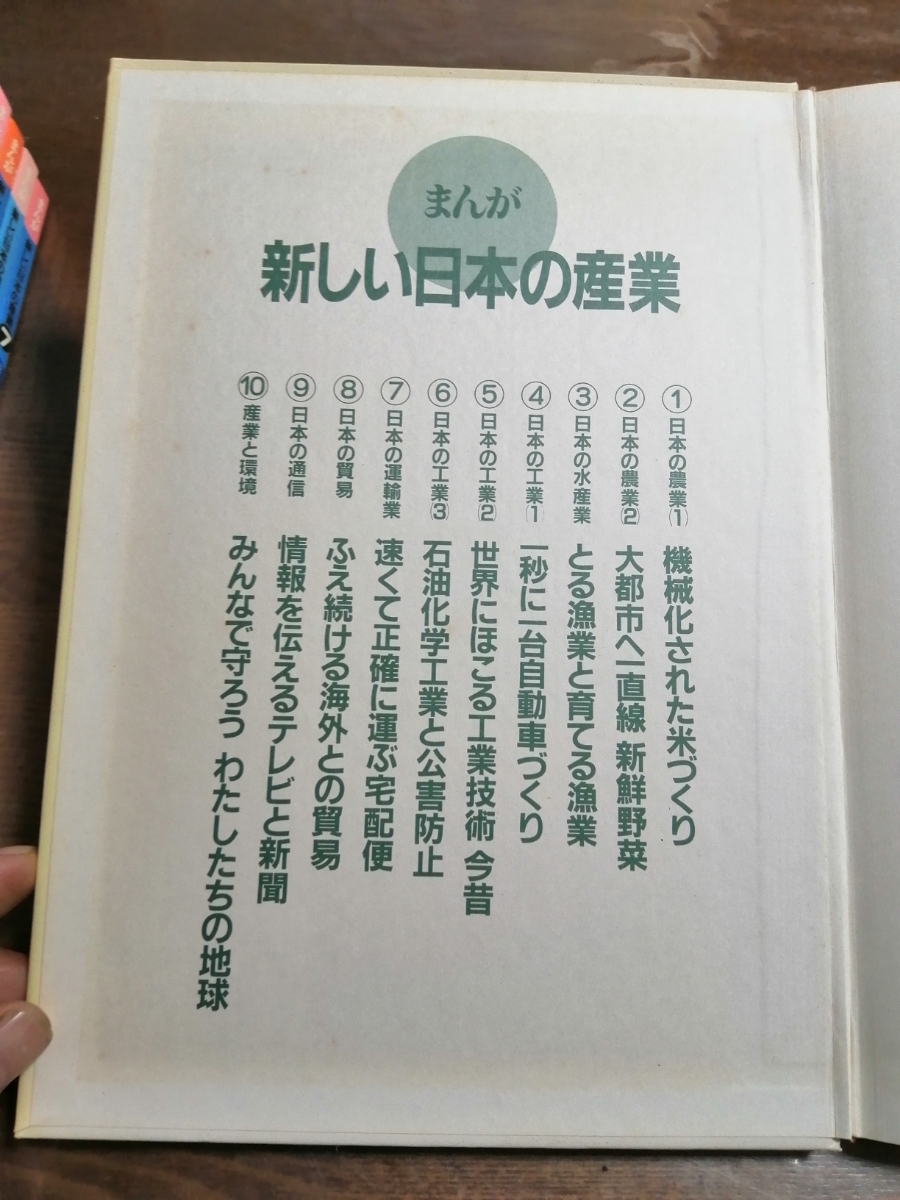 まんが
新しい日本の産業
① 日本の農業(1) 機械化された米づくり
② 日本の農業(2) 大都市へ一直線 新鮮野菜
③ 日本の水産業 とる漁業と育てる漁業
④ 日本の工業(1) 一秒に一台自動車づくり
⑤ 日本の工業(2) 世界にほこる工業技術 今昔
⑥ 日本の工業(3) 石油化学工業と公害防止
⑦ 日本の運輸業 速くて正確に運ぶ宅配便
⑧ 日本の貿易 ふえ続ける海外との貿易
⑨ 日本の通信 情報を伝えるテレビと新聞
⑩ 産業と環境 みんなで守ろう わたしたちの地球